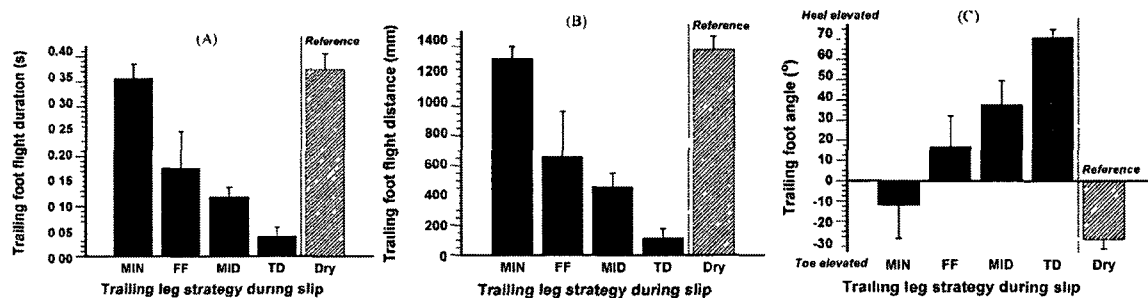 (A)
Trailing foot flight duration (s)
0.40
0.35
0.30
0.20
0.15
0 10
0 05
0 00
Reference
MIN FF MID TD Dry
Trailing leg strategy during slip
(B)
Trailing foot flight distance (mm)
1400
1200
1000
800
600
400
200
0
Reference
MIN FF MID TD Dry
Trailing leg strategy during slip
(C)
Heel elevated
Trailing foot angle (°)
70
60
50
40
30
20
10
0
-10
-20
-30
Toe elevated
Reference
MIN FF MID TD Dry
Trailing leg strategy during slip